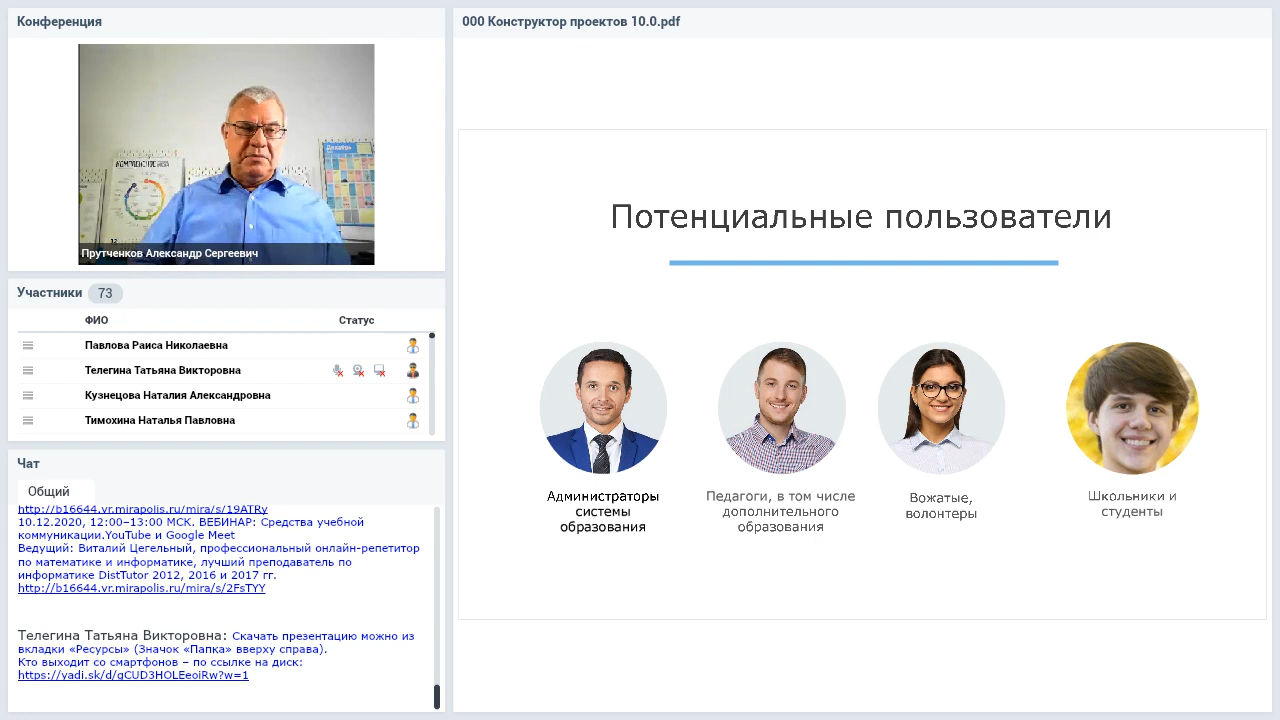 Конференция
Декабрь
Прутченков Александр Сергеевич
Участники 73
ФИО Статус
Павлова Раиса Николаевна
Телегина Татьяна Викторовна
Кузнецова Наталия Александровна
Тимохина Наталья Павловна
Чат
Общий
http://b16644.vr.mirapolis.ru/mira/s/19ATRy
10.12.2020, 12:00–13:00 МСК. ВЕБИНАР: Средства учебной
коммуникации.YouTube и Google Meet
Ведущий: Виталий Цегельный, профессиональный онлайн-репетитор
по математике и информатике, лучший преподаватель по
информатике DistTutor 2012, 2016 и 2017 гг.
http://b16644.vr.mirapolis.ru/mira/s/2FsTYY
Телегина Татьяна Викторовна: Скачать презентацию можно из
вкладки «Ресурсы» (Значок «Папка» вверху справа).
Кто выходит со смартфонов – по ссылке на диск:
https://yadi.sk/d/gCUD3HOLEeoiRw?w=1
000 Конструктор проектов 10.0.pdf
Потенциальные пользователи
Администраторы
системы
образования
Педагоги, в том числе
дополнительного
образования
Вожатые,
волонтеры
Школьники и
студенты